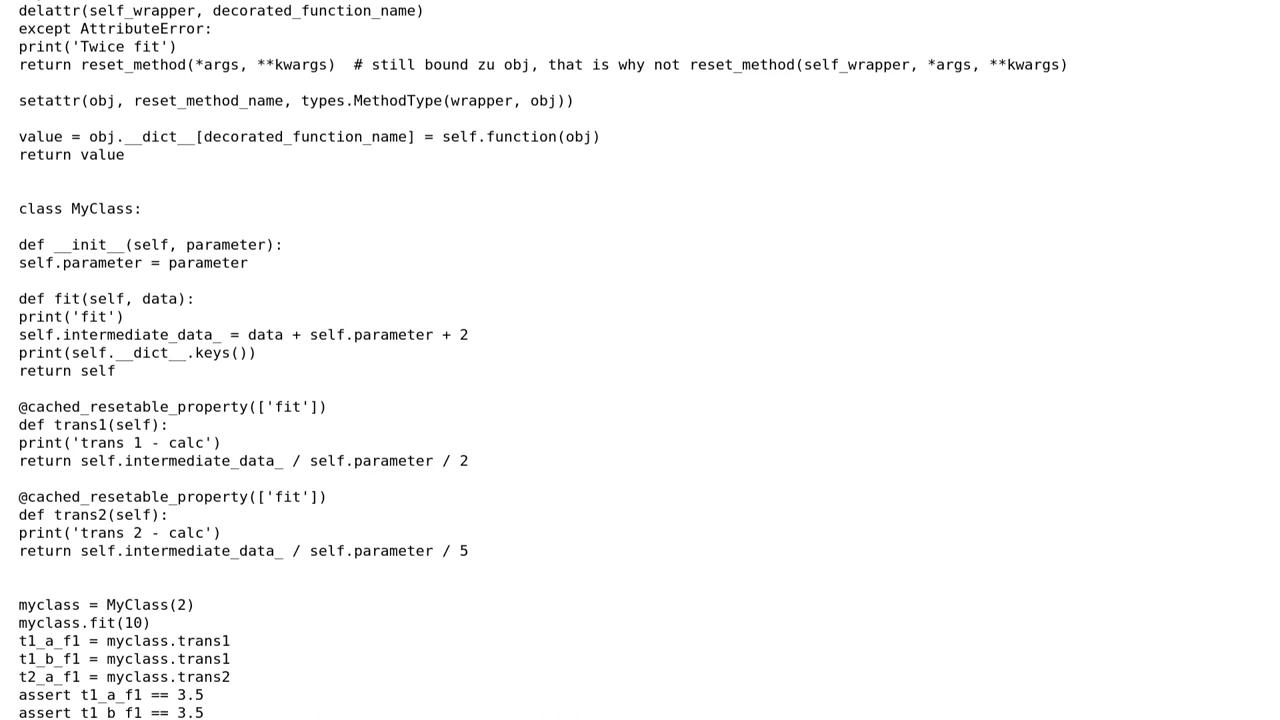 delattr(self_wrapper, decorated_function_name)
except AttributeError:
print('Twice fit')
return reset_method(*args, **kwargs)  # still bound zu obj, that is why not reset_method(self_wrapper, *args, **kwargs)
setattr(obj, reset_method_name, types.MethodType(wrapper, obj))
value = obj.__dict__[decorated_function_name] = self.function(obj)
return value
class MyClass:
def __init__(self, parameter):
self.parameter = parameter
def fit(self, data):
print('fit')
self.intermediate_data_ = data + self.parameter + 2
print(self.__dict__.keys())
return self
@cached_resetable_property(['fit'])
def trans1(self):
print('trans 1 - calc')
return self.intermediate_data_ / self.parameter / 2
@cached_resetable_property(['fit'])
def trans2(self):
print('trans 2 - calc')
return self.intermediate_data_ / self.parameter / 5
myclass = MyClass(2)
myclass.fit(10)
t1_a_f1 = myclass.trans1
t1_b_f1 = myclass.trans1
t2_a_f1 = myclass.trans2
assert t1_a_f1 == 3.5
assert t1_b_f1 == 3.5